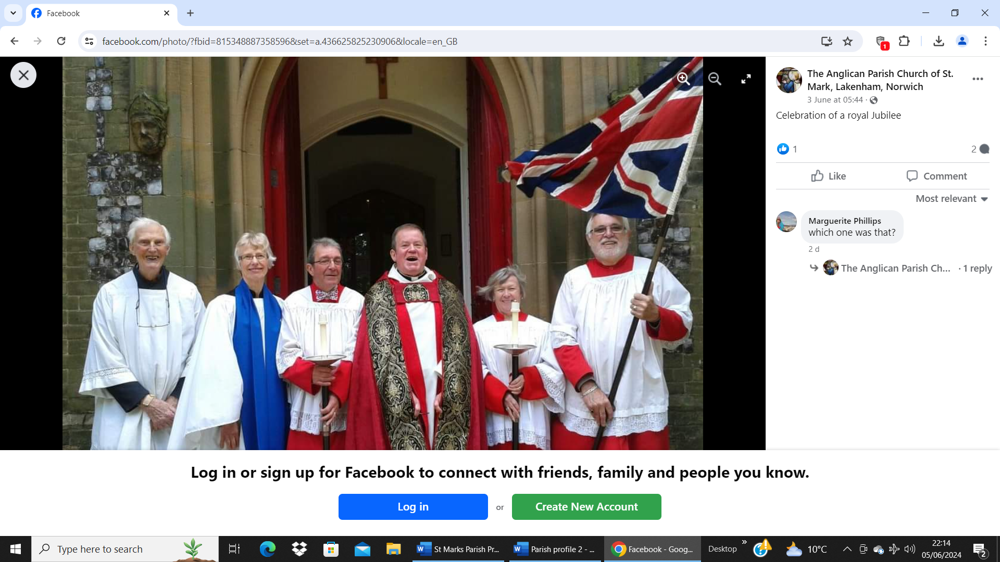 Facebook
facebook.com/photo/?fbid=815348887358596&set=a.436625825230906&locale=en_GB
1
The Anglican Parish Church of St.
Mark, Lakenham, Norwich
3 June at 05:44 ·
Celebration of a royal Jubilee
1
2
Like
Comment
Most relevant
Marguerite Phillips
which one was that?
2 d
The Anglican Parish Ch... · 1 reply
Log in or sign up for Facebook to connect with friends, family and people you know.
Log in
or
Create New Account
Type here to search
St Marks Parish Pr...
Parish profile 2 - ...
Facebook - Goog...
Desktop
10°C
22:14
05/06/2024
2